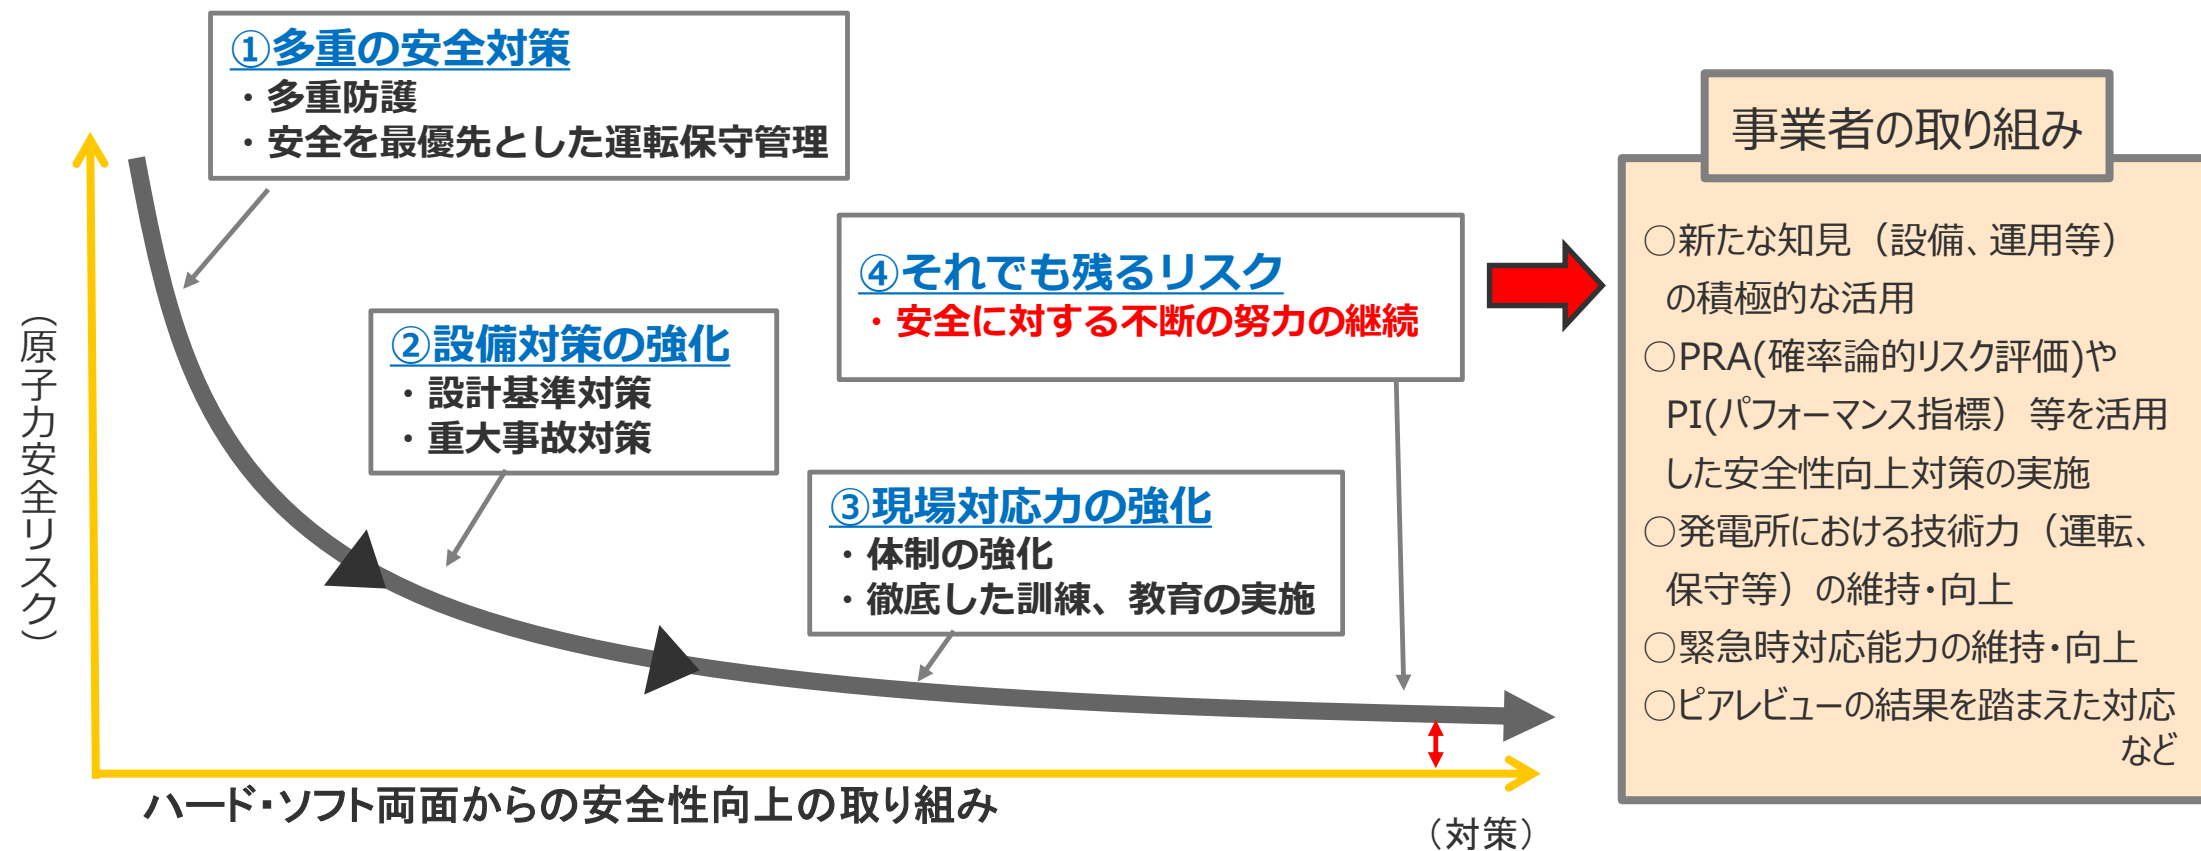 ①多重の安全対策
・多重防護
・安全を最優先とした運転保守管理
(原子力安全リスク)
②設備対策の強化
・設計基準対策
・重大事故対策
③現場対応力の強化
・体制の強化
・徹底した訓練、教育の実施
④それでも残るリスク
・安全に対する不断の努力の継続
ハード・ソフト両面からの安全性向上の取り組み
（対策）
事業者の取り組み
○新たな知見（設備、運用等）
の積極的な活用
○PRA(確率論的リスク評価)や
PI(パフォーマンス指標）等を活用
した安全性向上対策の実施
○発電所における技術力（運転、
保守等）の維持・向上
○緊急時対応能力の維持・向上
○ピアレビューの結果を踏まえた対応
など